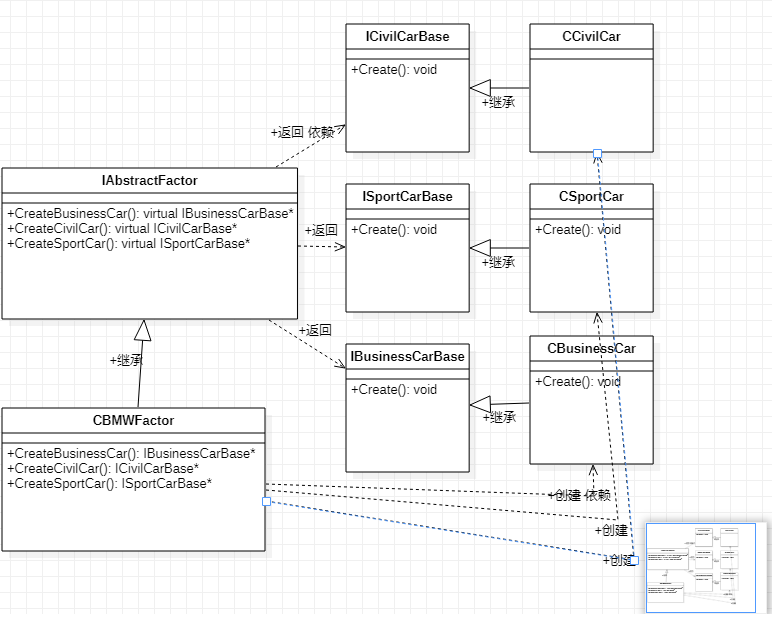 ICivilCarBase
+Create(): void
CCivilCar
+继承
+返回 依赖
IAbstractFactor
+CreateBusinessCar(): virtual IBusinessCarBase*
+CreateCivilCar(): virtual ICivilCarBase*
+CreateSportCar(): virtual ISportCarBase*
ISportCarBase
+Create(): void
CSportCar
+Create(): void
+返回
+继承
+返回
IBusinessCarBase
+Create(): void
CBusinessCar
+Create(): void
+继承
+继承
CBMWFactor
+CreateBusinessCar(): IBusinessCarBase*
+CreateCivilCar(): ICivilCarBase*
+CreateSportCar(): ISportCarBase*
+创建 依赖
+创建
+创建